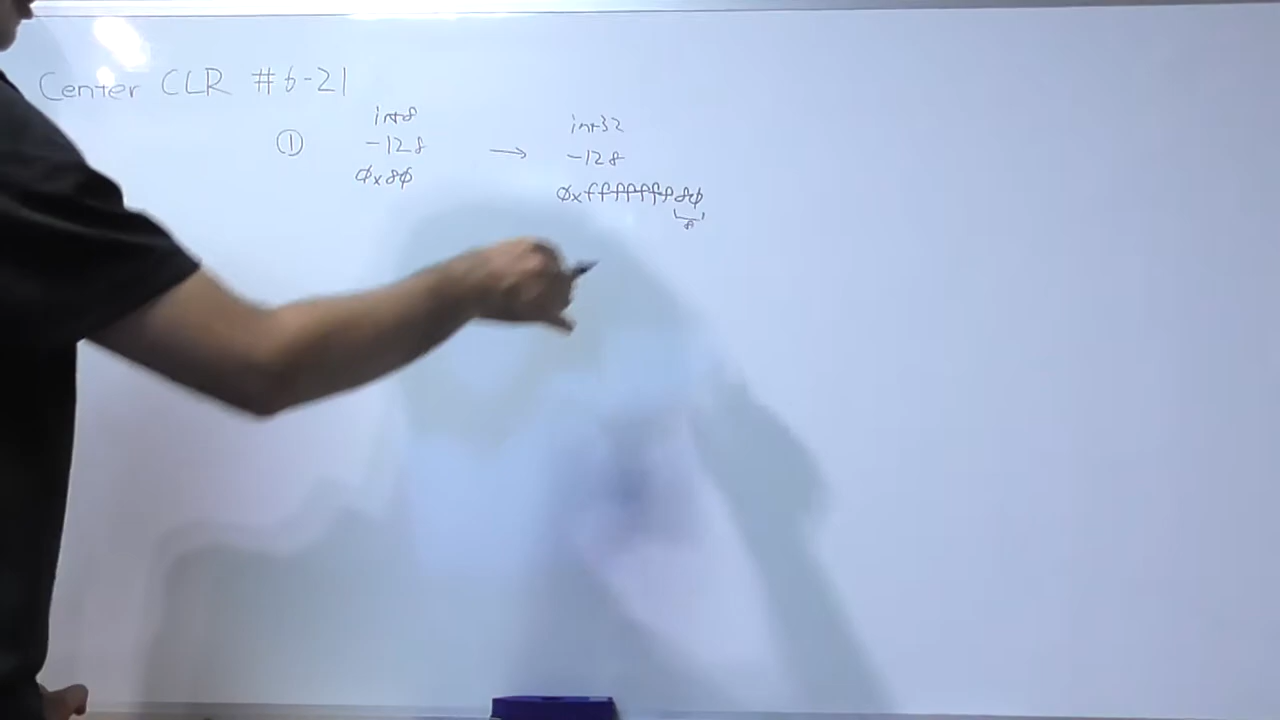 Center CLR #6-21
① int8 int32
-128 → -128
0x80 0xffffff80
8